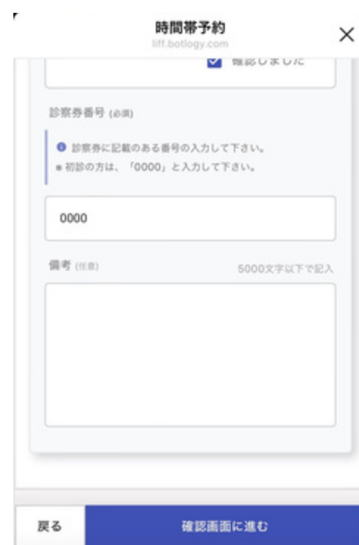 時間帯予約
liff.botlogy.com
確認しました
診察券番号 (必須)
診察券に記載のある番号の入力して下さい。
※初診の方は、「0000」と入力して下さい。
0000
備考 (任意)
5000文字以下で記入
戻る
確認画面に進む